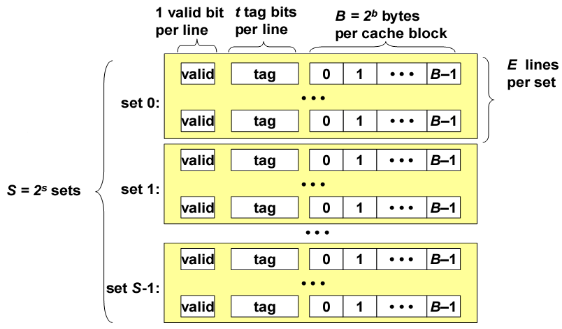 1 valid bit per line
t tag bits per line
B = 2ᵇ bytes per cache block
E lines per set
valid tag 0 1 • • • B–1
• • •
set 0:
valid tag 0 1 • • • B–1
valid tag 0 1 • • • B–1
set 1:
• • •
S = 2ˢ sets
valid tag 0 1 • • • B–1
• • •
valid tag 0 1 • • • B–1
set S-1:
• • •
valid tag 0 1 • • • B–1